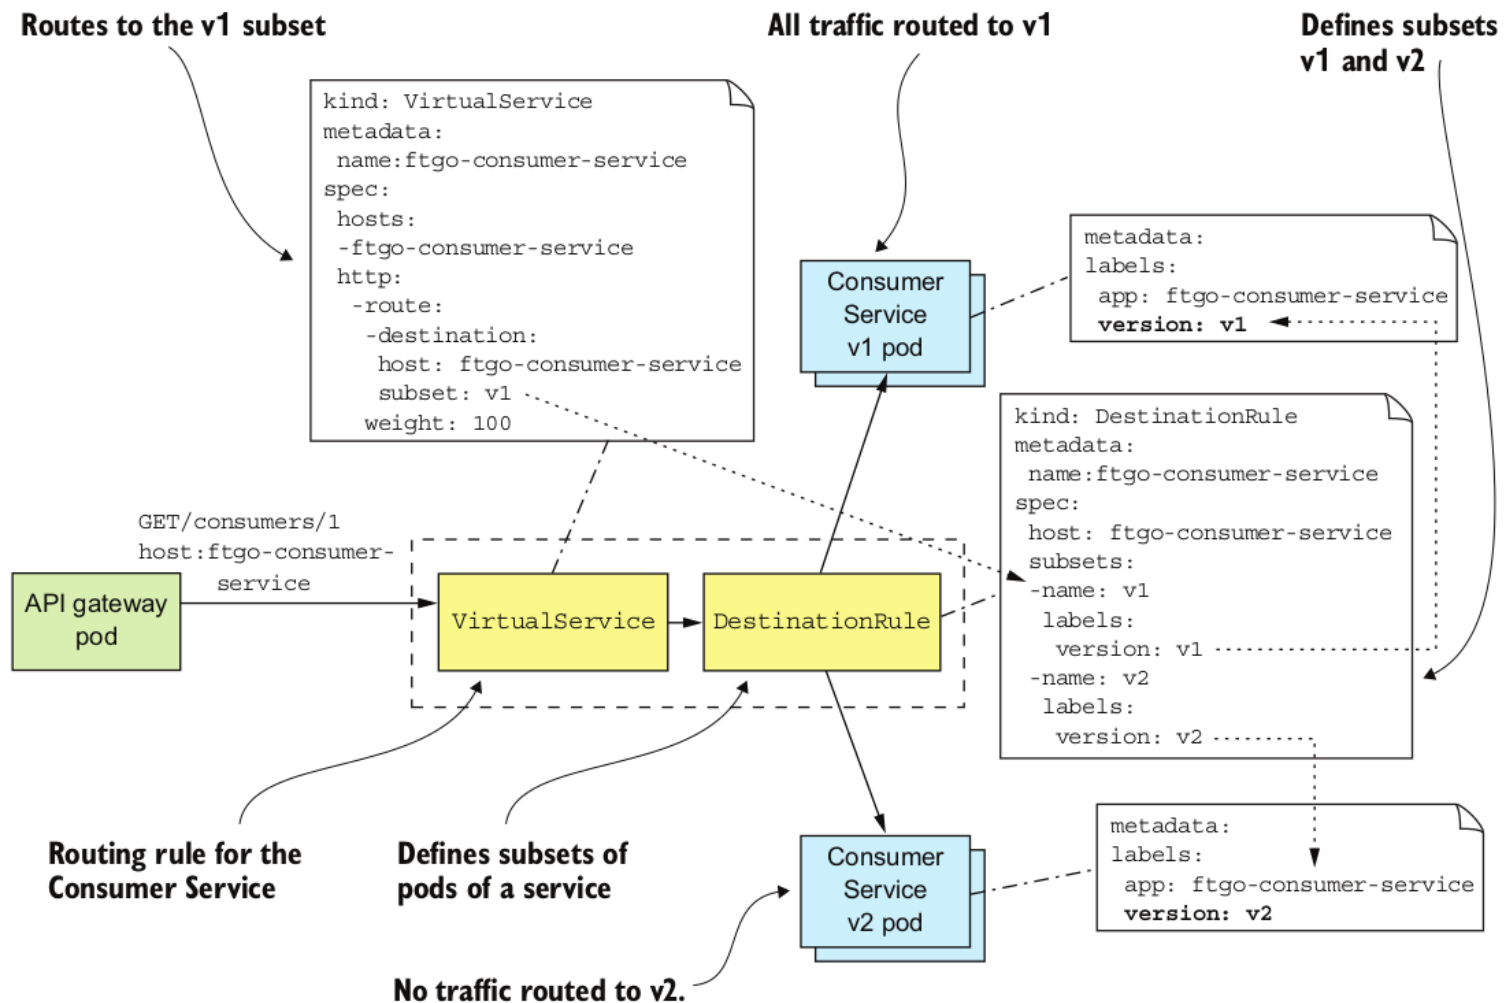 Routes to the v1 subset
All traffic routed to v1
Defines subsets
v1 and v2
kind: VirtualService
metadata:
name:ftgo-consumer-service
spec:
hosts:
-ftgo-consumer-service
http:
-route:
-destination:
host: ftgo-consumer-service
subset: v1
weight: 100
Consumer
Service
v1 pod
metadata:
labels:
app: ftgo-consumer-service
version: v1
kind: DestinationRule
metadata:
name:ftgo-consumer-service
spec:
host: ftgo-consumer-service
subsets:
-name: v1
labels:
version: v1
-name: v2
labels:
version: v2
GET/consumers/1
host:ftgo-consumer-
service
API gateway
pod
VirtualService
DestinationRule
Routing rule for the
Consumer Service
Defines subsets of
pods of a service
Consumer
Service
v2 pod
metadata:
labels:
app: ftgo-consumer-service
version: v2
No traffic routed to v2.